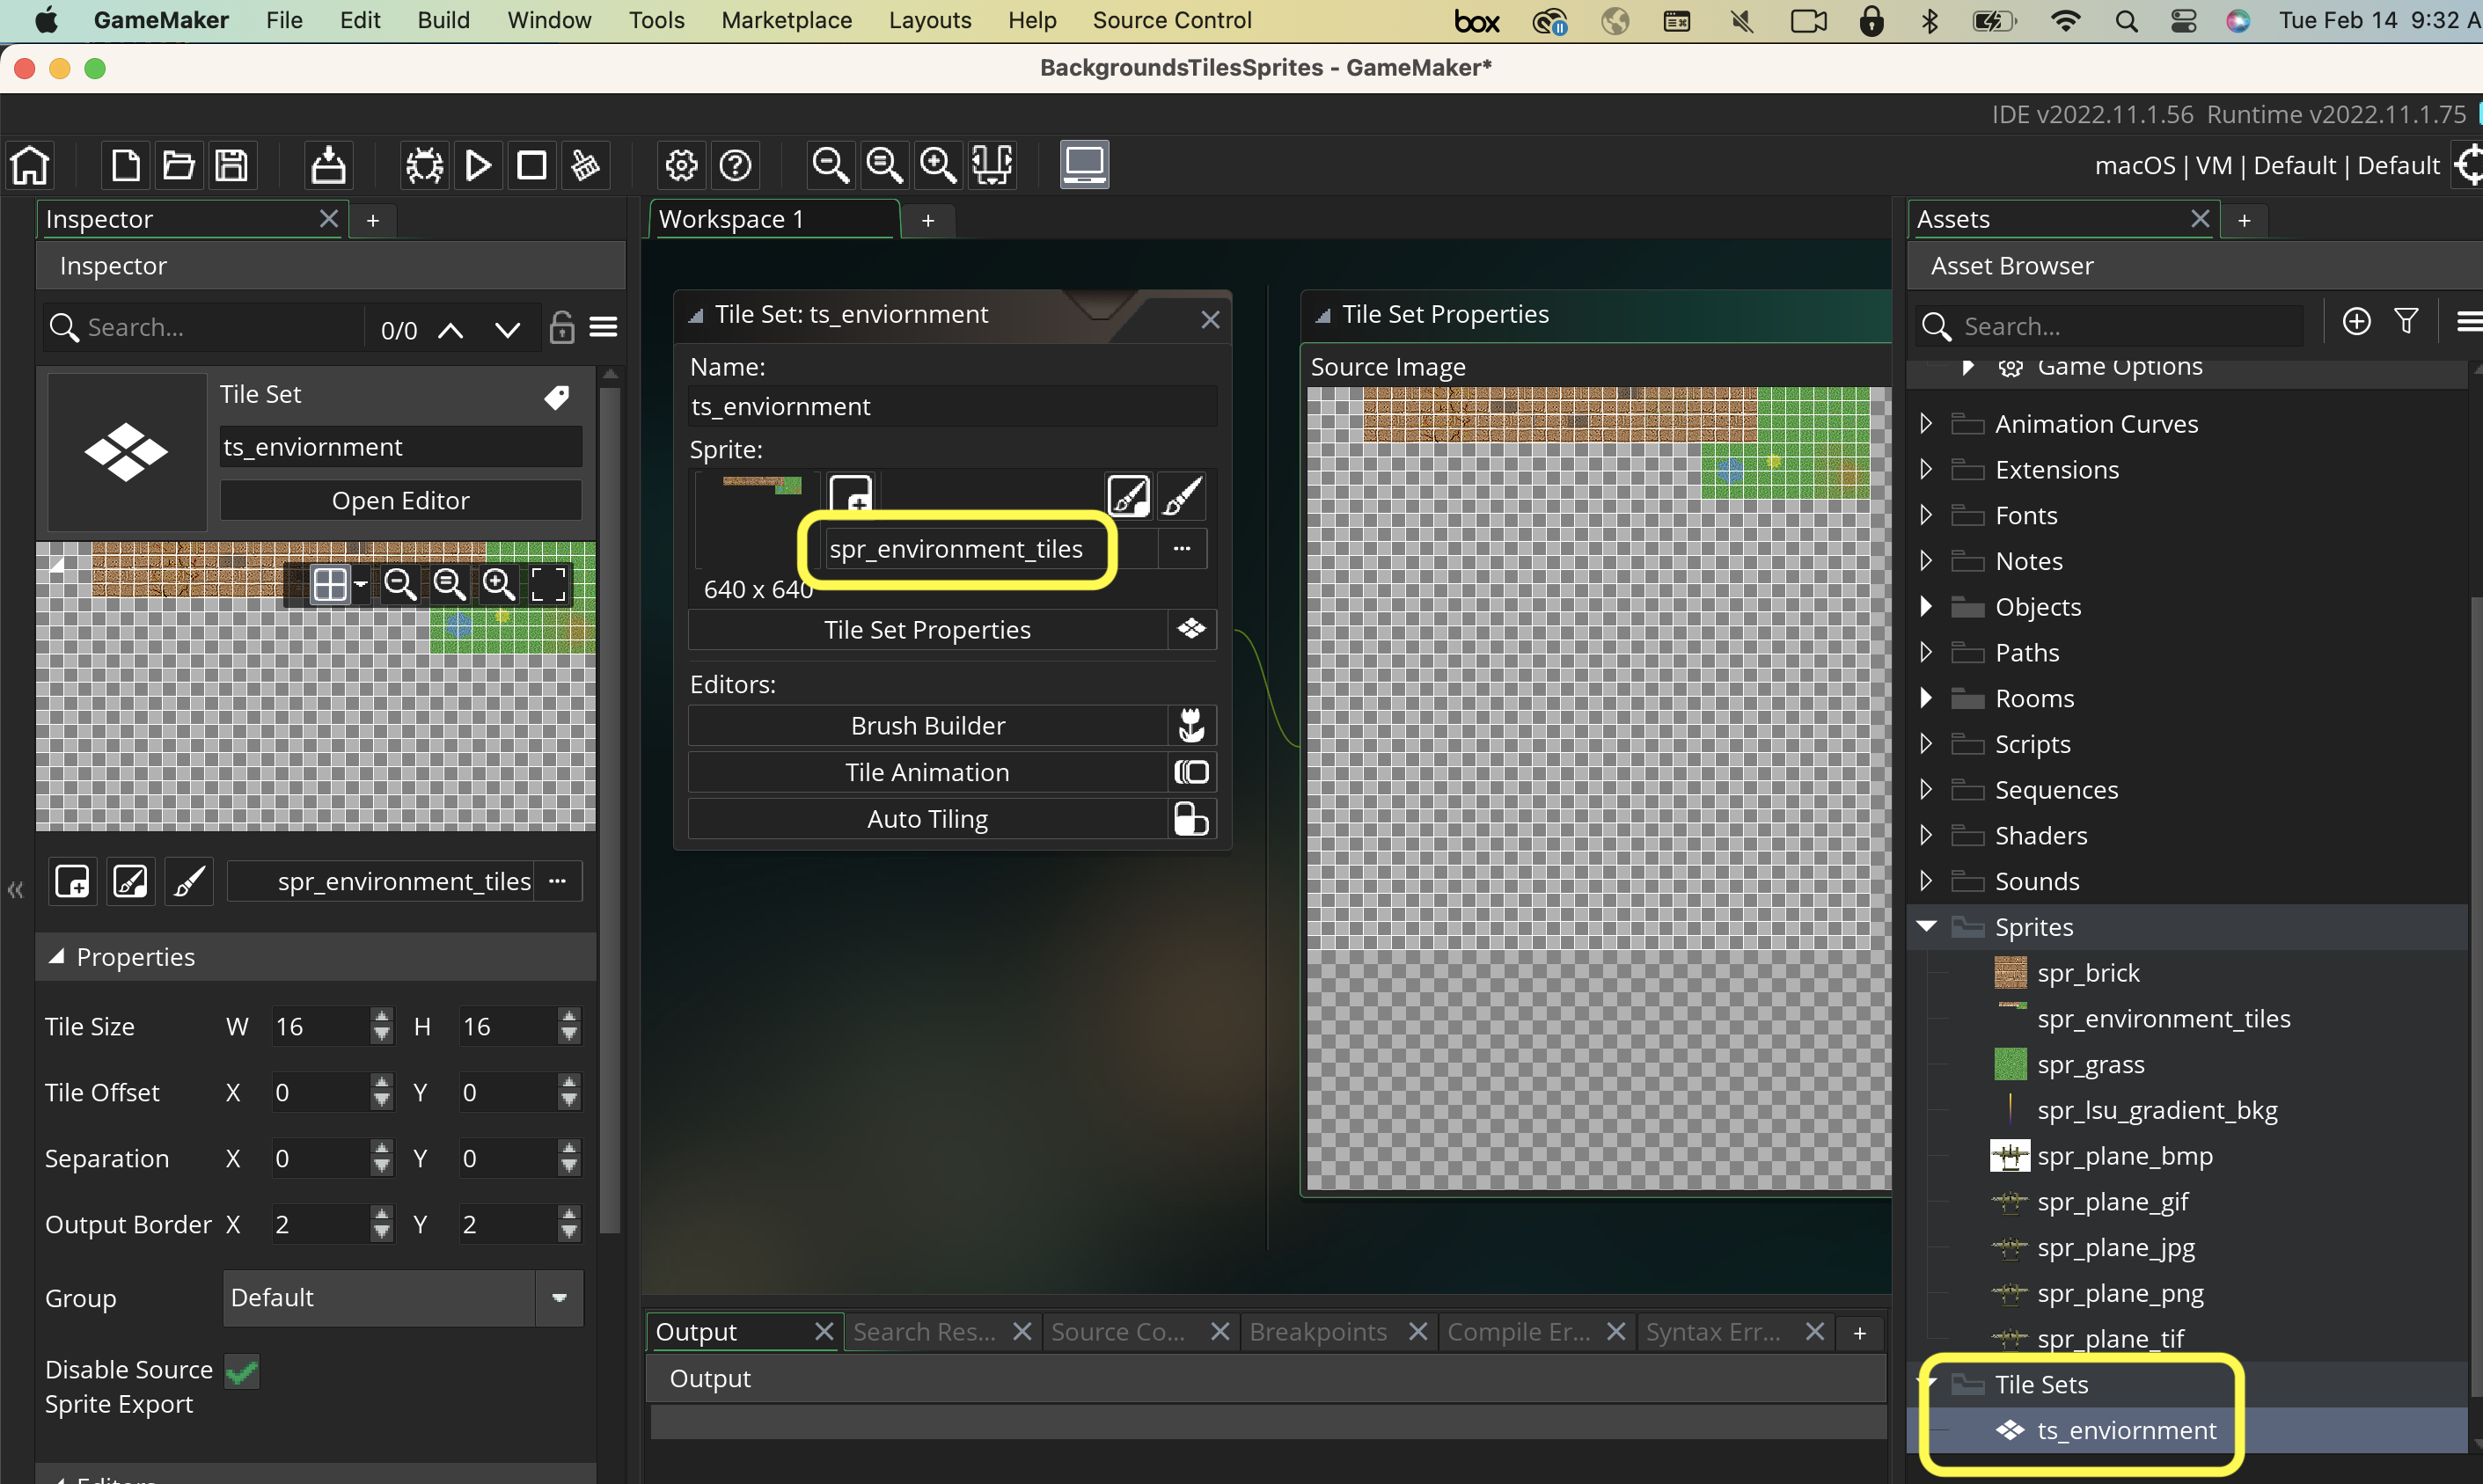 GameMaker File Edit Build Window Tools Marketplace Layouts Help Source Control box Tue Feb 14 9:32 A
BackgroundsTilesSprites - GameMaker*
IDE v2022.11.1.56 Runtime v2022.11.1.75
macOS | VM | Default | Default
Inspector
Workspace 1
Assets
Inspector
Asset Browser
Search...
0/0
Tile Set
ts_enviornment
Open Editor
spr_environment_tiles ...
Properties
Tile Size W 16 H 16
Tile Offset X 0 Y 0
Separation X 0 Y 0
Output Border X 2 Y 2
Group Default
Disable Source
Sprite Export
Editors
Tile Set: ts_enviornment
Name:
ts_enviornment
Sprite:
spr_environment_tiles ...
640 x 640
Tile Set Properties
Editors:
Brush Builder
Tile Animation
Auto Tiling
Tile Set Properties
Source Image
Output Search Res... Source Co... Breakpoints Compile Er... Syntax Err...
Output
Search...
Game Options
Animation Curves
Extensions
Fonts
Notes
Objects
Paths
Rooms
Scripts
Sequences
Shaders
Sounds
Sprites
spr_brick
spr_environment_tiles
spr_grass
spr_lsu_gradient_bkg
spr_plane_bmp
spr_plane_gif
spr_plane_jpg
spr_plane_png
spr_plane_tif
Tile Sets
ts_enviornment